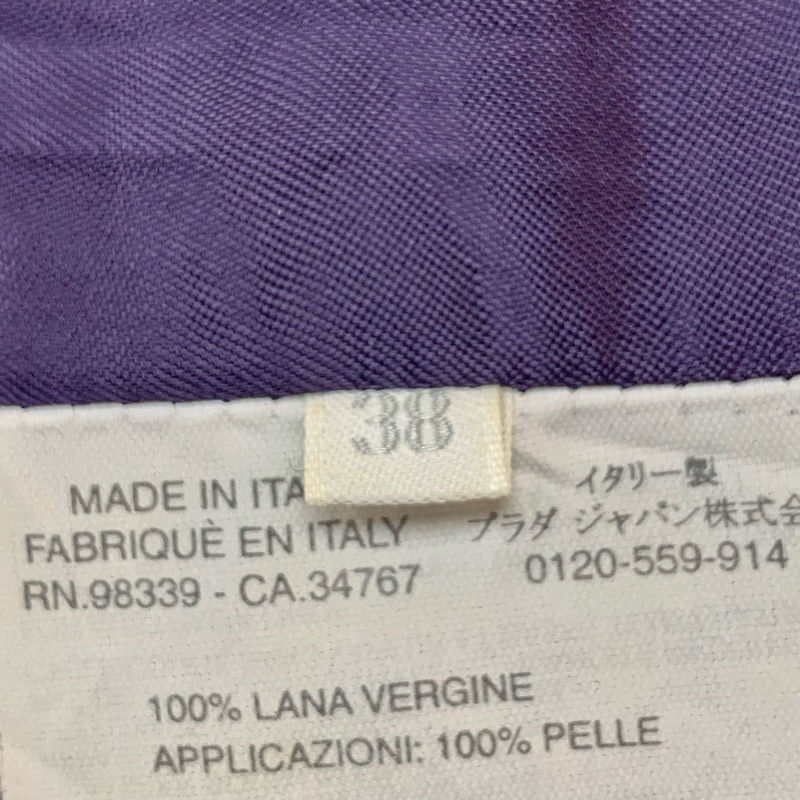 38
MADE IN ITA
FABRIQUÈ EN ITALY
RN.98339 - CA.34767
イタリー製
プラダ ジャパン株式会
0120-559-914
100% LANA VERGINE
APPLICAZIONI: 100% PELLE